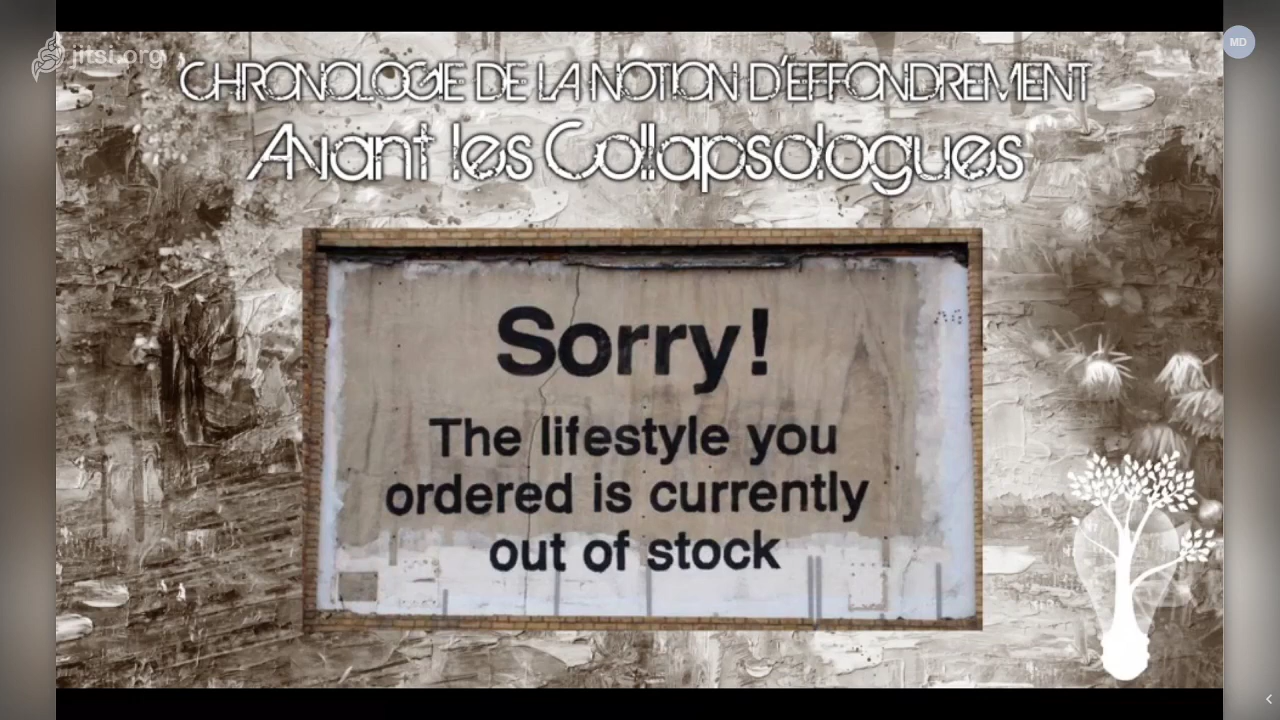 jitsi.org
MD
CHRONOLOGIE DE LA NOTION D'EFFONDREMENT
Avant les Collapsologues
Sorry!
The lifestyle you
ordered is currently
out of stock